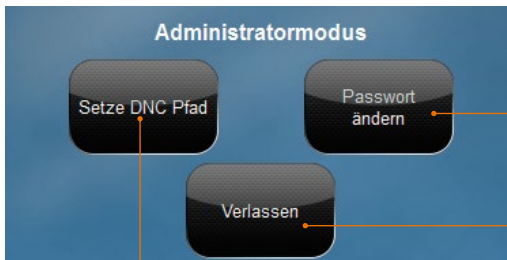 Administratormodus
Setze DNC Pfad
Passwort
ändern
Verlassen